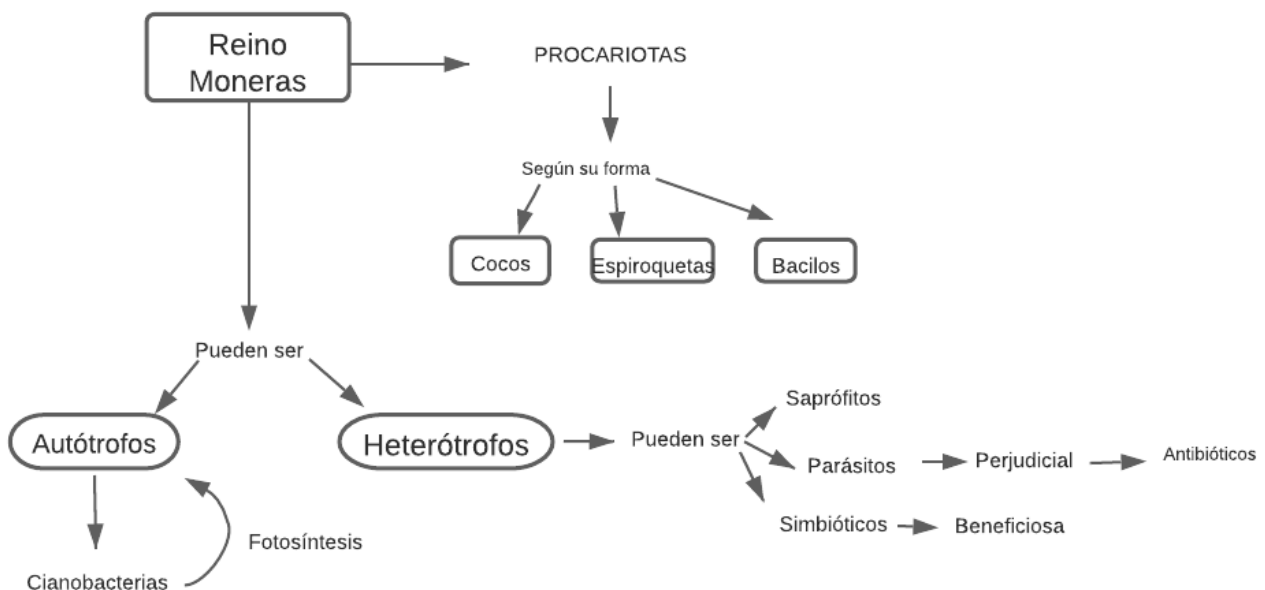 Reino
Moneras
PROCARIOTAS
Según su forma
Cocos
Espiroquetas
Bacilos
Pueden ser
Autótrofos
Heterótrofos
Pueden ser
Saprófitos
Parásitos
Perjudicial
Antibióticos
Simbióticos
Beneficiosa
Fotosíntesis
Cianobacterias